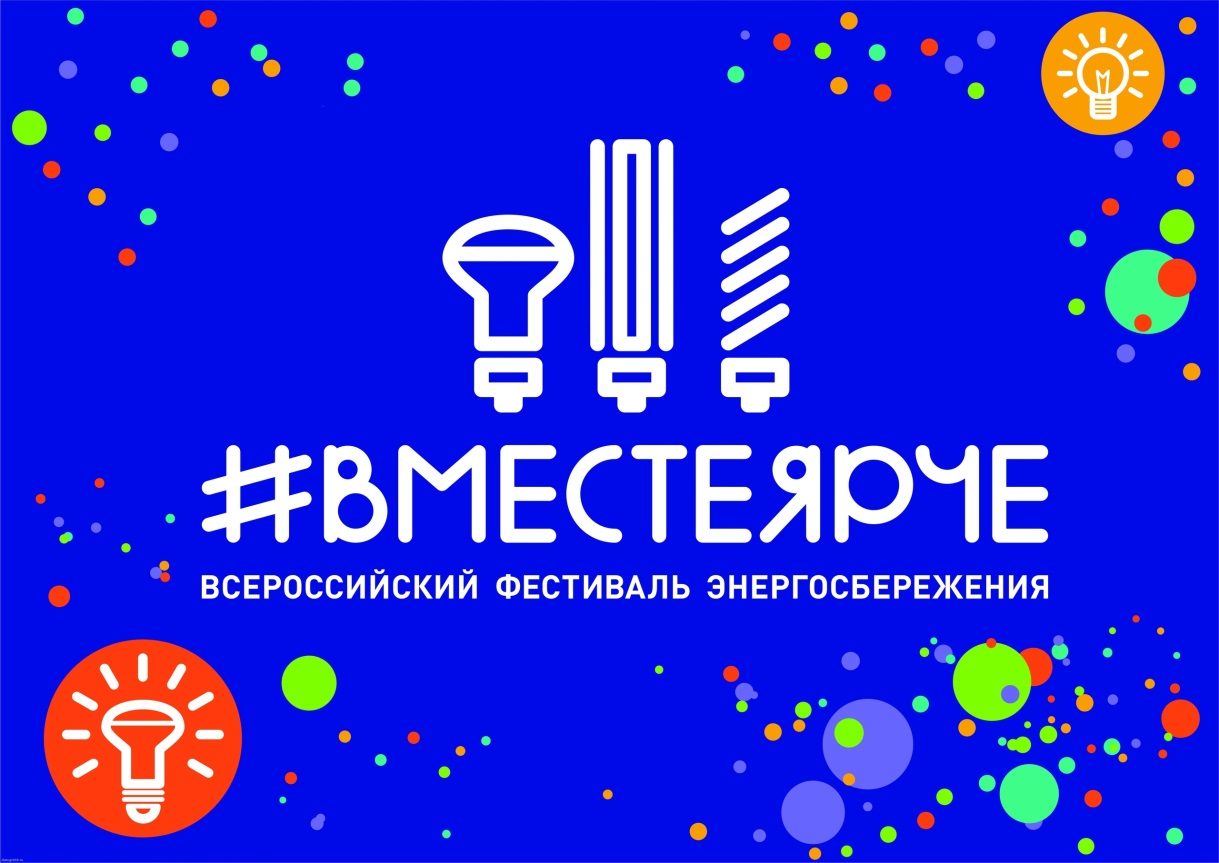 #ВМЕСТЕЯРЧЕ
ВСЕРОССИЙСКИЙ ФЕСТИВАЛЬ ЭНЕРГОСБЕРЕЖЕНИЯ